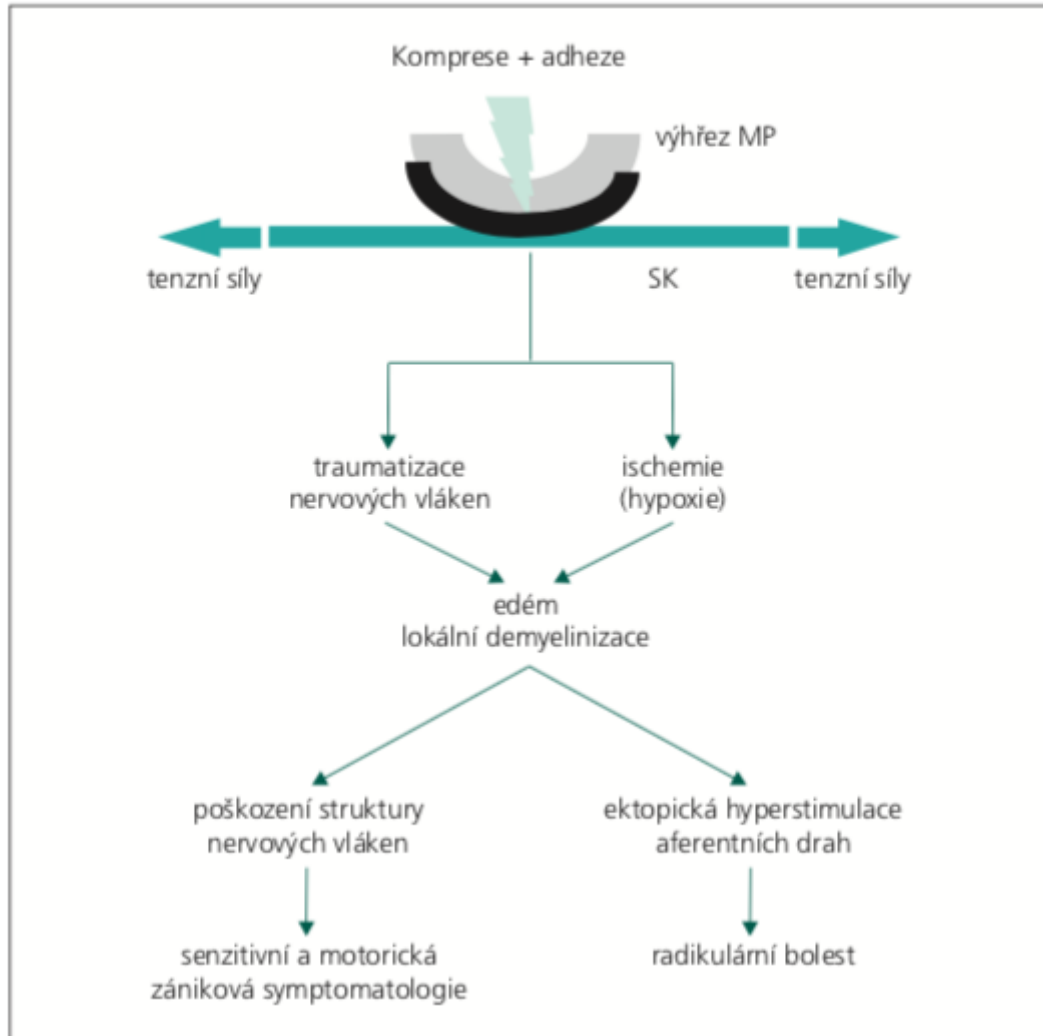 Komprese + adheze
výhřez MP
tenzní síly
SK
tenzní síly
traumatizace
nervových vláken
ischemie
(hypoxie)
edém
lokální demyelinizace
poškození struktury
nervových vláken
ektopická hyperstimulace
aferentních drah
senzitivní a motorická
zániková symptomatologie
radikulární bolest